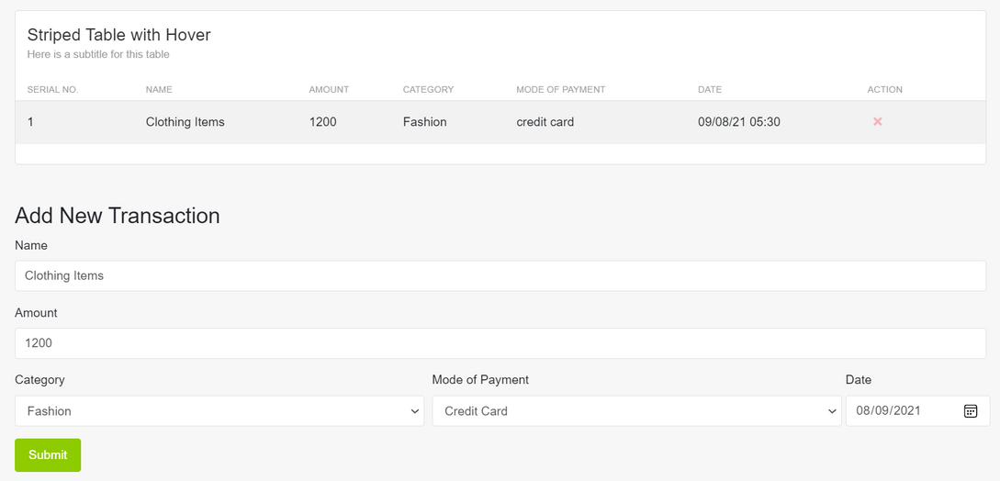 Striped Table with Hover
Here is a subtitle for this table
SERIAL NO. NAME AMOUNT CATEGORY MODE OF PAYMENT DATE ACTION
1 Clothing Items 1200 Fashion credit card 09/08/21 05:30
Add New Transaction
Name
Clothing Items
Amount
1200
Category Mode of Payment Date
Fashion Credit Card 08/09/2021
Submit